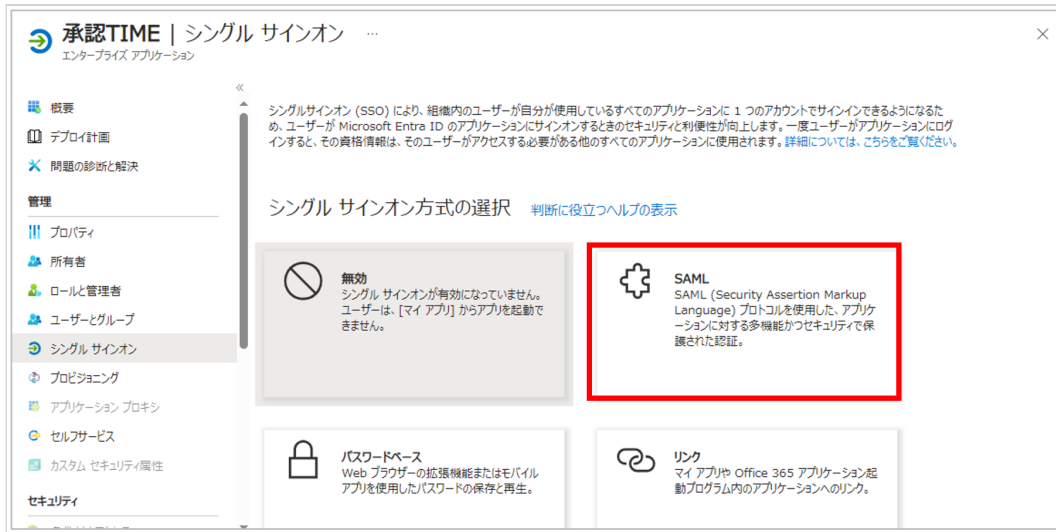 承認TIME | シングル サインオン …
エンタープライズ アプリケーション
概要
デプロイ計画
問題の診断と解決
管理
プロパティ
所有者
ロールと管理者
ユーザーとグループ
シングル サインオン
プロビジョニング
アプリケーション プロキシ
セルフサービス
カスタム セキュリティ属性
セキュリティ
シングルサインオン (SSO) により、組織内のユーザーが自分が使用しているすべてのアプリケーションに 1 つのアカウントでサインインできるようになるた
め、ユーザーが Microsoft Entra ID のアプリケーションにサインオンするときのセキュリティと利便性が向上します。一度ユーザーがアプリケーションにログ
インすると、その資格情報は、そのユーザーがアクセスする必要がある他のすべてのアプリケーションに使用されます。詳細については、こちらをご覧ください。
シングル サインオン方式の選択 判断に役立つヘルプの表示
無効
シングル サインオンが有効になっていません。
ユーザーは、[マイ アプリ] からアプリを起動で
きません。
SAML
SAML (Security Assertion Markup
Language) プロトコルを使用した、アプリケ
ーションに対する多機能かつセキュリティで保
護された認証。
パスワードベース
Web ブラウザーの拡張機能またはモバイル
アプリを使用したパスワードの保存と再生。
リンク
マイ アプリや Office 365 アプリケーション起
動プログラム内のアプリケーションへのリンク。